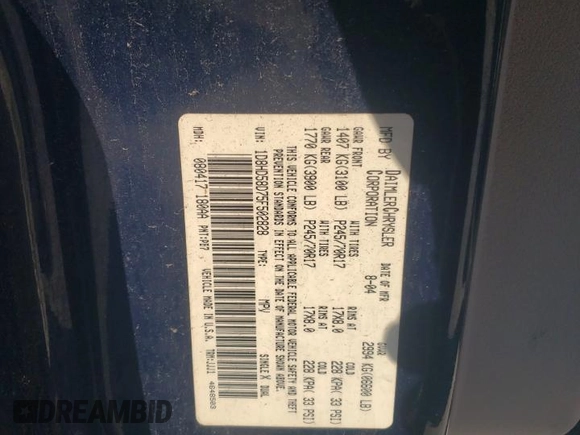 MFD BY DAIMLERCHRYSLER CORPORATION
DATE OF MFR 8-04
GVWR 2994 KG(06600 LB)
GAWR FRONT WITH TIRES RIMS AT COLD
1407 KG(3100 LB) P245/70R17 17X8.0 228 KPA( 33 PSI)
GAWR REAR WITH TIRES RIMS AT COLD
1770 KG(3900 LB) P245/70R17 17X8.0 228 KPA( 33 PSI)
THIS VEHICLE CONFORMS TO ALL APPLICABLE FEDERAL MOTOR VEHICLE SAFETY AND THEFT
PREVENTION STANDARDS IN EFFECT ON THE DATE OF MANUFACTURE SHOWN ABOVE.
VIN: 1D8HD58D75F502828 TYPE: MPV SINGLE X DUAL
MDH: 080417 180AA PNT:PB7 VEHICLE MADE IN U.S.A. TRM:JJJ1
DREAMBID